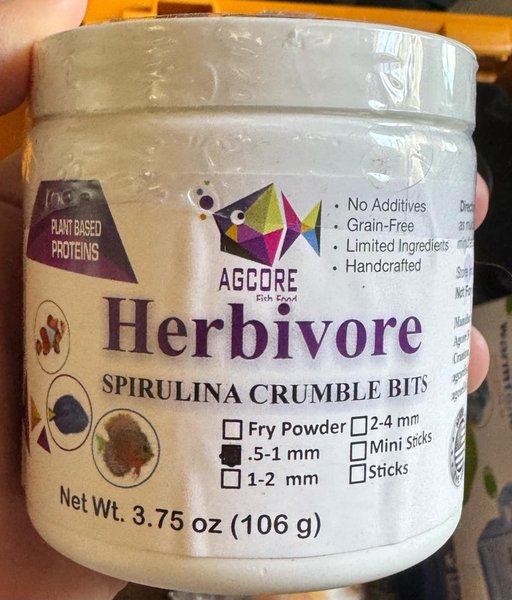 PLANT BASED
PROTEINS
AGCORE
Fish Food
• No Additives
• Grain-Free
• Limited Ingredients
• Handcrafted
Herbivore
SPIRULINA CRUMBLE BITS
Fry Powder
.5-1 mm
1-2 mm
2-4 mm
Mini Sticks
Sticks
Net Wt. 3.75 oz (106 g)